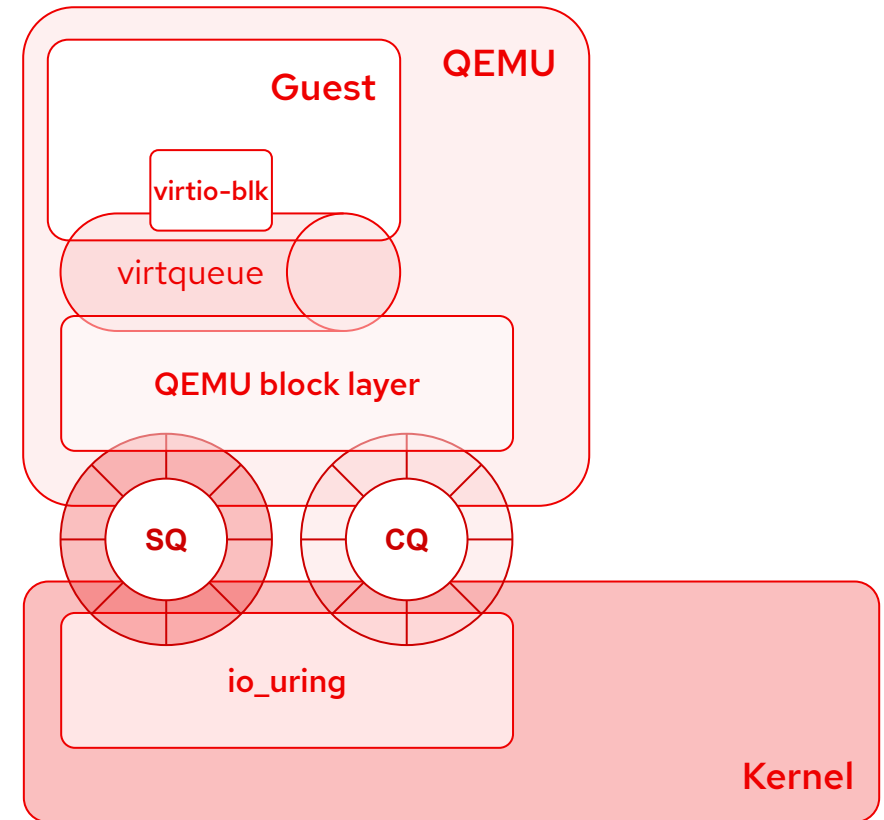 QEMU
Guest
virtio-blk
virtqueue
QEMU block layer
SQ
CQ
io_uring
Kernel